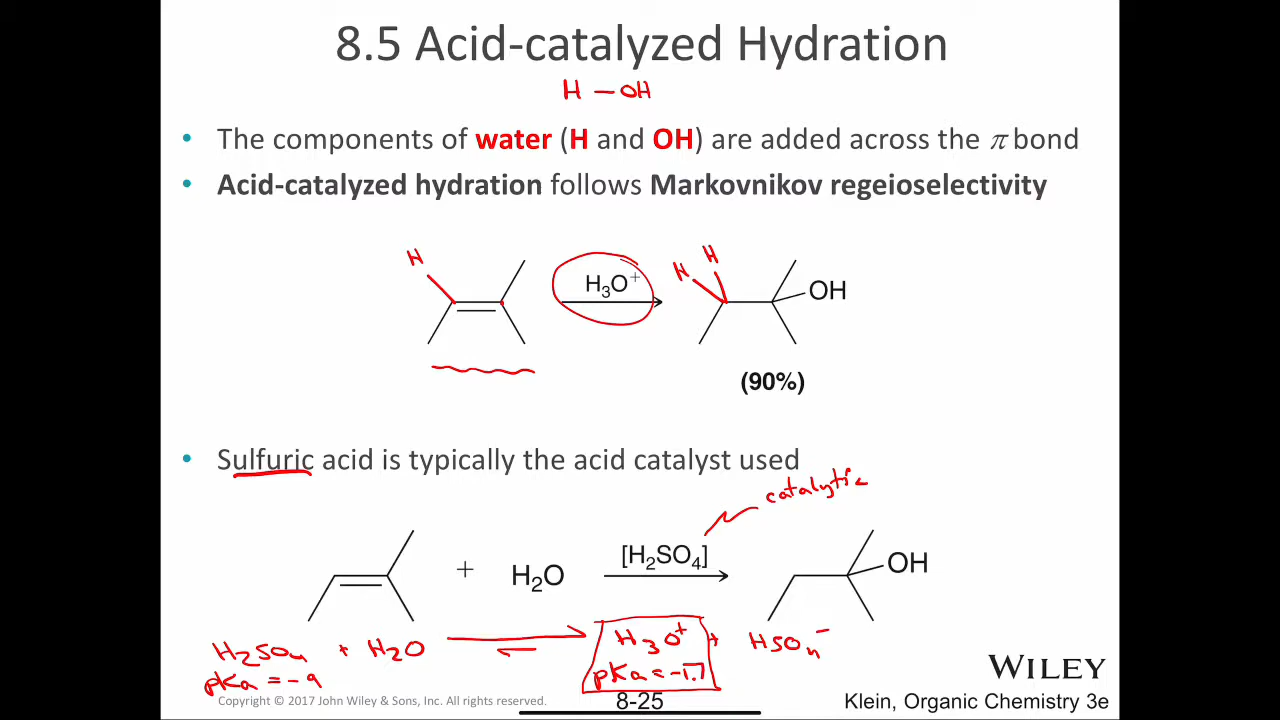 8.5 Acid-catalyzed Hydration
H — OH
• The components of water (H and OH) are added across the π bond
• Acid-catalyzed hydration follows Markovnikov regeioselectivity
H H₃O⁺ H H OH
(90%)
• Sulfuric acid is typically the acid catalyst used
catalytic
+ H₂O [H₂SO₄] OH
H₂SO₄ + H₂O H₃O⁺ + HSO₄⁻
pKa = -9 pKa = -1.7
WILEY
Copyright © 2017 John Wiley & Sons, Inc. All rights reserved. 8-25 Klein, Organic Chemistry 3e